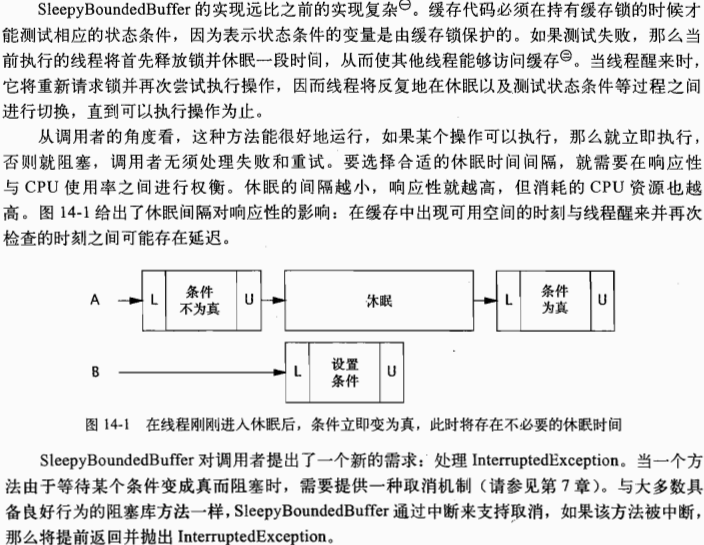 SleepyBoundedBuffer 的实现远比之前的实现复杂㊀。缓存代码必须在持有缓存锁的时候才
能测试相应的状态条件，因为表示状态条件的变量是由缓存锁保护的。如果测试失败，那么当
前执行的线程将首先释放锁并休眠一段时间，从而使其他线程能够访问缓存㊁。当线程醒来时，
它将重新请求锁并再次尝试执行操作，因而线程将反复地在休眠以及测试状态条件等过程之间
进行切换，直到可以执行操作为止。
从调用者的角度看，这种方法能很好地运行，如果某个操作可以执行，那么就立即执行，
否则就阻塞，调用者无须处理失败和重试。要选择合适的休眠时间间隔，就需要在响应性
与 CPU 使用率之间进行权衡。休眠的间隔越小，响应性就越高，但消耗的 CPU 资源也越
高。图 14-1 给出了休眠间隔对响应性的影响：在缓存中出现可用空间的时刻与线程醒来并再次
检查的时刻之间可能存在延迟。
A L 条件 U 休眠 L 条件 U
不为真 为真
B L 设置 U
条件
图 14-1 在线程刚刚进入休眠后，条件立即变为真，此时将存在不必要的休眠时间
SleepyBoundedBuffer 对调用者提出了一个新的需求：处理 InterruptedException。当一个方
法由于等待某个条件变成真而阻塞时，需要提供一种取消机制（请参见第 7 章）。与大多数具
备良好行为的阻塞库方法一样，SleepyBoundedBuffer 通过中断来支持取消，如果该方法被中断，
那么将提前返回并抛出 InterruptedException。